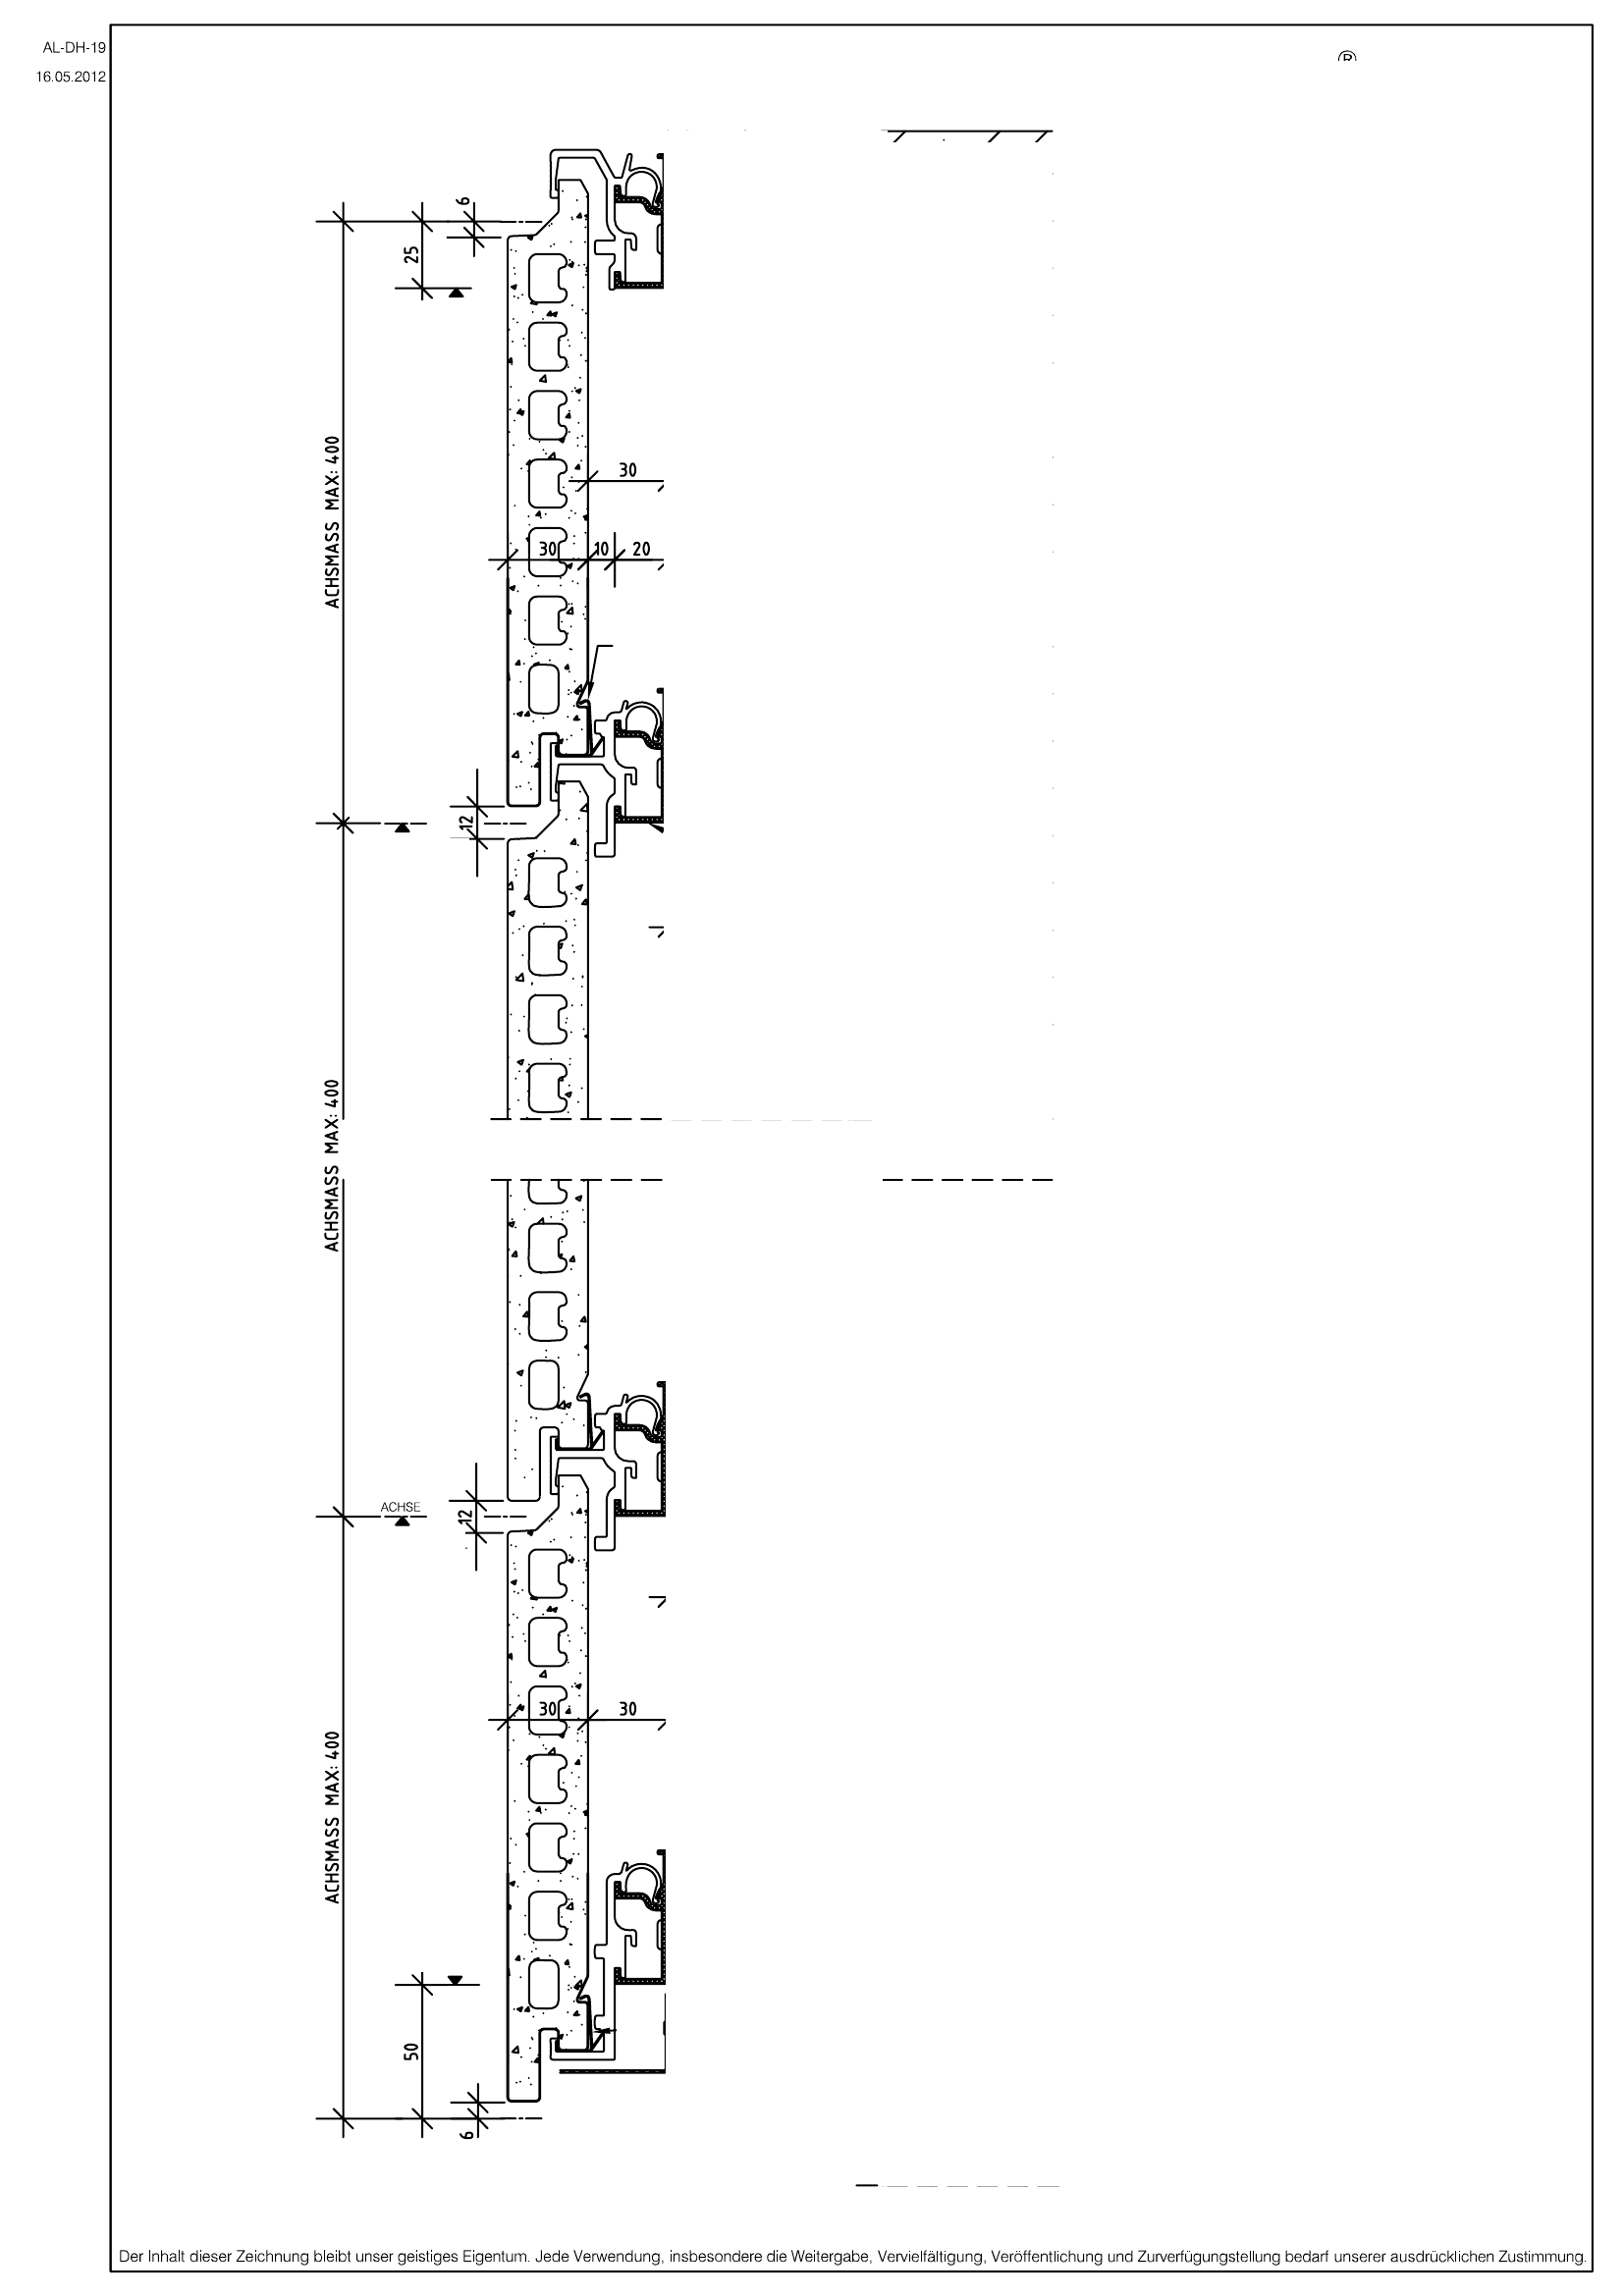 AL-DH-19
16.05.2012
®
6
25
ACHSMASS MAX: 400
30
30 10 20
12
ACHSMASS MAX: 400
ACHSE
12
30 30
ACHSMASS MAX: 400
50
6
Der Inhalt dieser Zeichnung bleibt unser geistiges Eigentum. Jede Verwendung, insbesondere die Weitergabe, Vervielfältigung, Veröffentlichung und Zurverfügungstellung bedarf unserer ausdrücklichen Zustimmung.